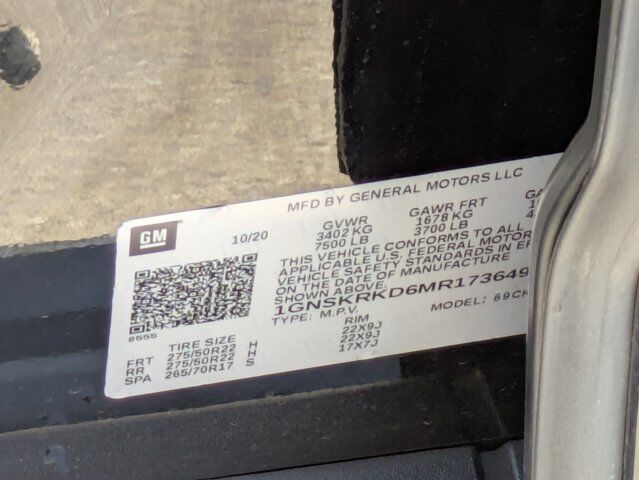 MFD BY GENERAL MOTORS LLC
GM
10/20
GVWR
GAWR FRT
3402 KG
1678 KG
7500 LB
3700 LB
THIS VEHICLE CONFORMS TO ALL
APPLICABLE U.S. FEDERAL MOTOR
VEHICLE SAFETY STANDARDS IN
ON THE DATE OF MANUFACTURE
SHOWN ABOVE.
1GNSKRKD6MR173649
TYPE: M.P.V.
MODEL:
8555
TIRE SIZE
RIM
FRT 275/50R22 H 22X9J
RR 275/50R22 H 22X9J
SPA 265/70R17 S 17X7J